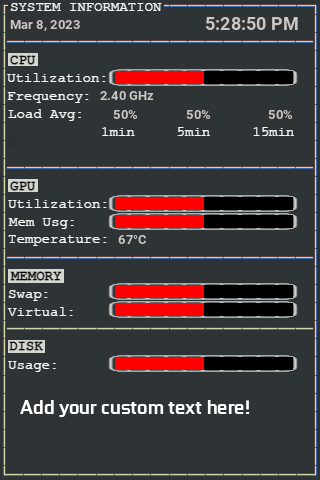 SYSTEM INFORMATION
Mar 8, 2023 5:28:50 PM
CPU
Utilization:
Frequency: 2.40 GHz
Load Avg: 50% 50% 50%
1min 5min 15min
GPU
Utilization:
Mem Usg:
Temperature: 67°C
MEMORY
Swap:
Virtual:
DISK
Usage:
Add your custom text here!